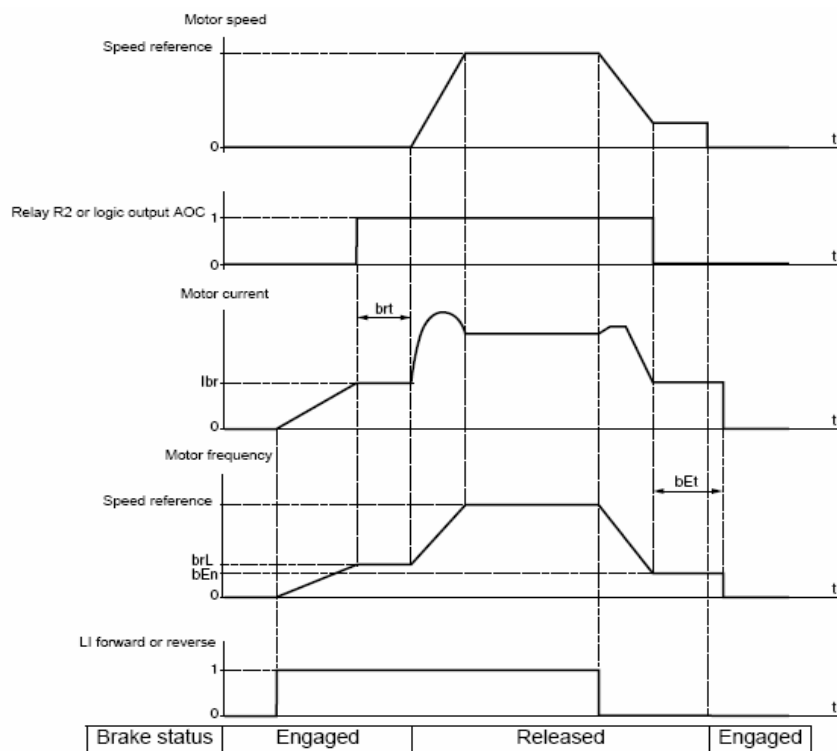 Motor speed
Speed reference
0
t
Relay R2 or logic output AOC
1
0
t
Motor current
brt
Ibr
0
t
Motor frequency
bEt
Speed reference
brL
bEn
0
t
LI forward or reverse
1
0
t
Brake status Engaged Released Engaged